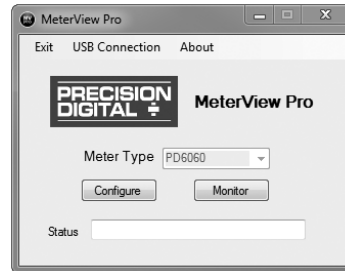 MeterView Pro
Exit USB Connection About
PRECISION
DIGITAL
MeterView Pro
Meter Type PD6060
Configure Monitor
Status